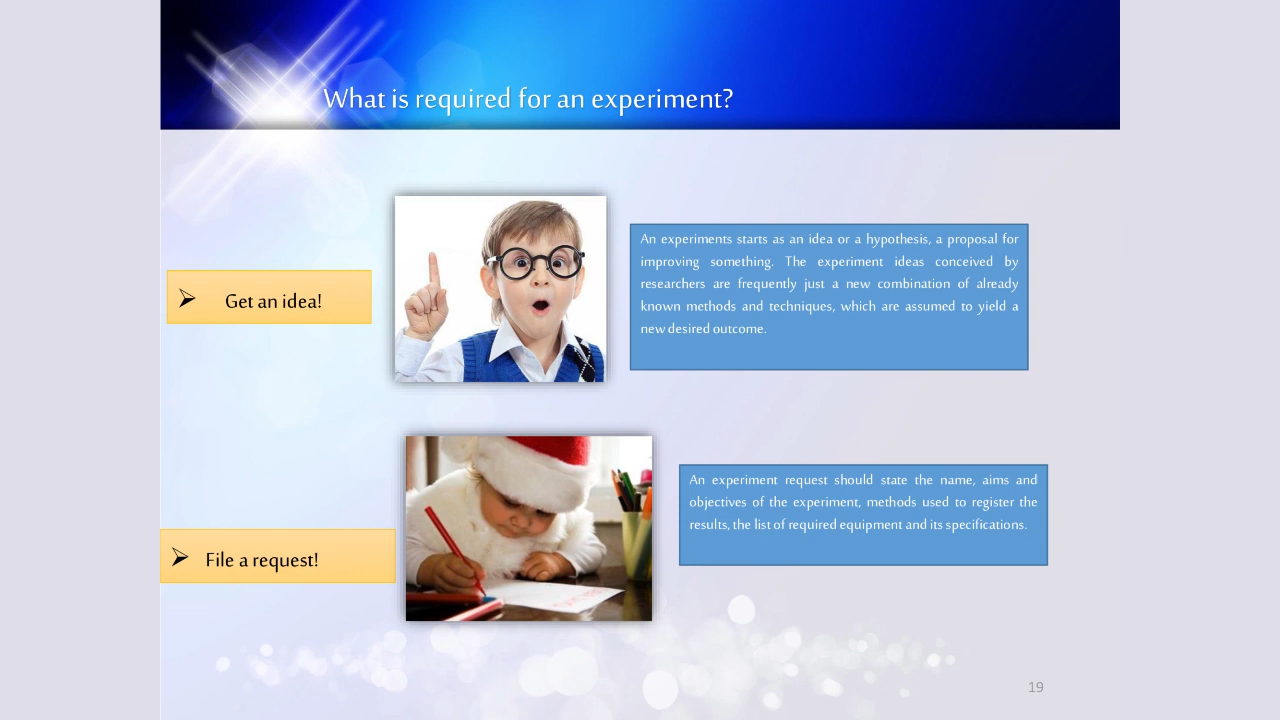 What is required for an experiment?
Get an idea!
An experiments starts as an idea or a hypothesis, a proposal for
improving something. The experiment ideas conceived by
researchers are frequently just a new combination of already
known methods and techniques, which are assumed to yield a
new desired outcome.
File a request!
An experiment request should state the name, aims and
objectives of the experiment, methods used to register the
results, the list of required equipment and its specifications.
19